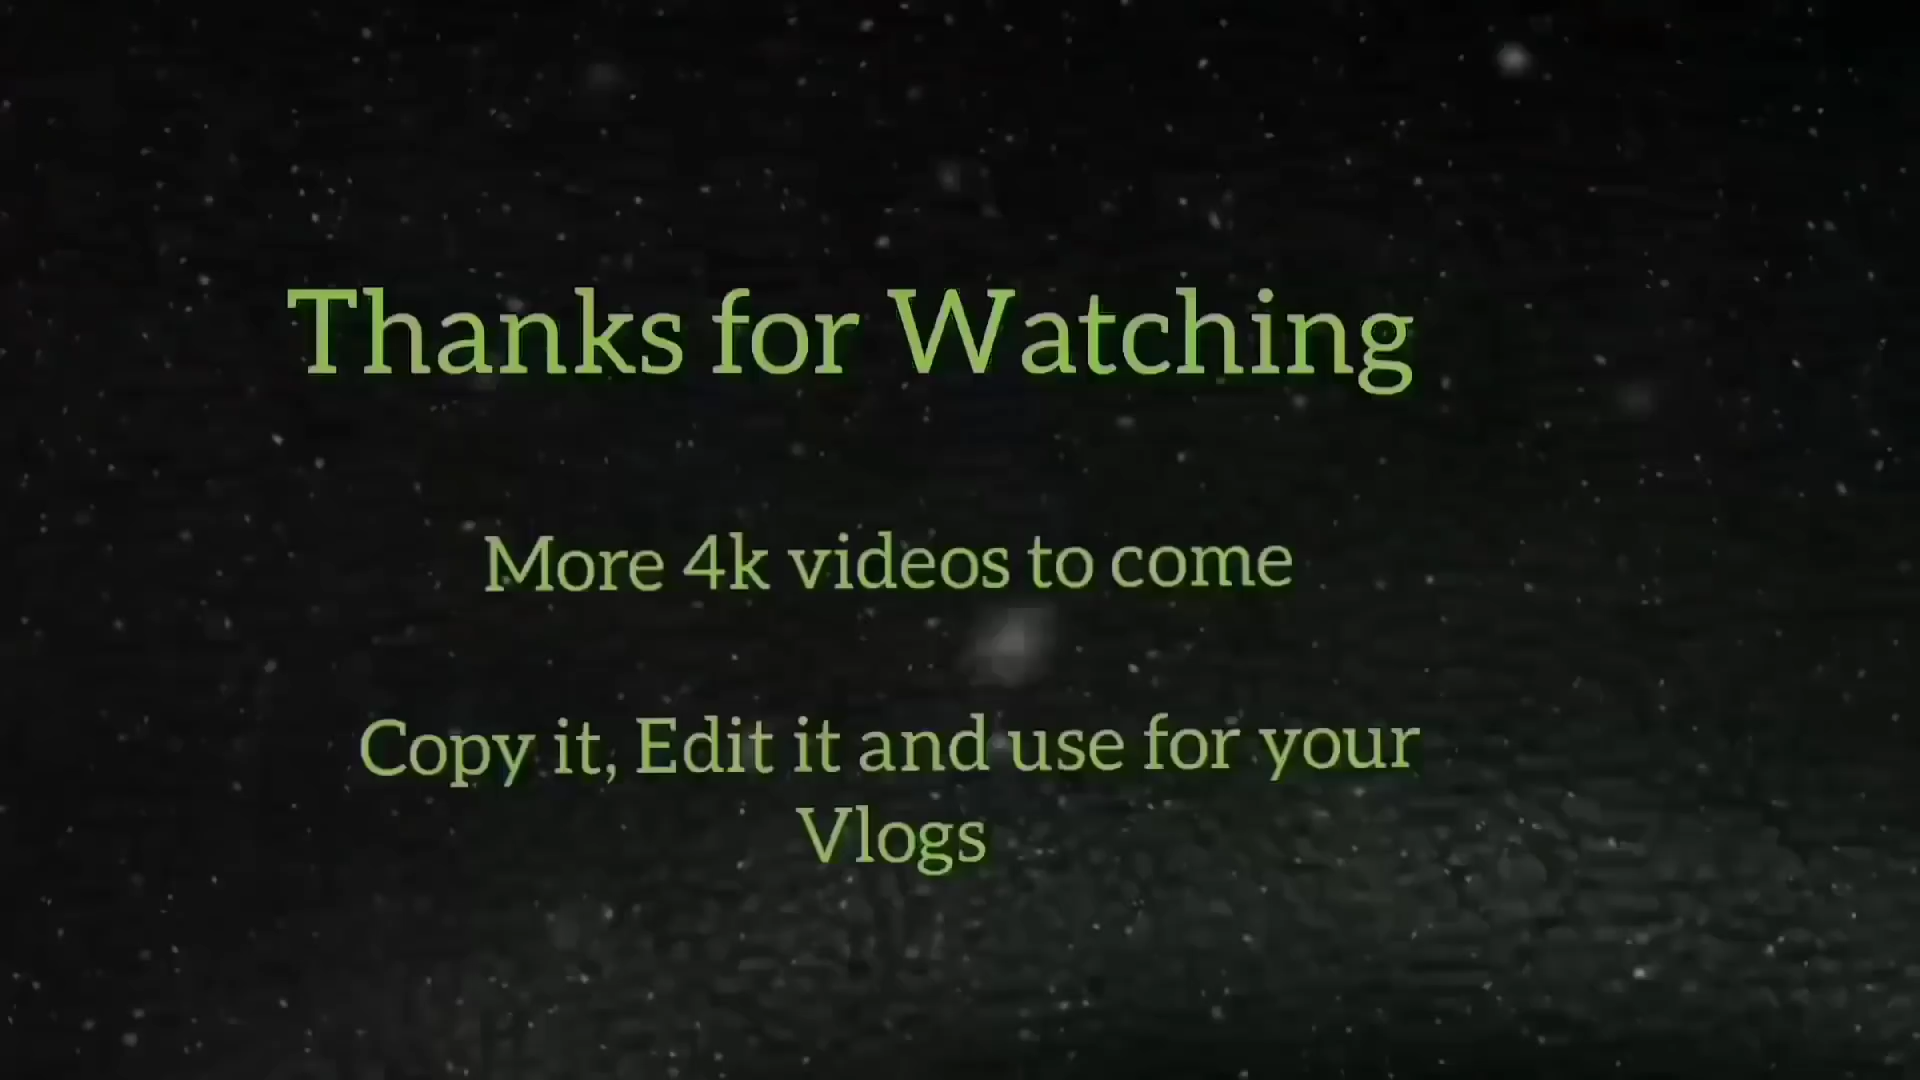 Thanks for Watching
More 4k videos to come
Copy it, Edit it and use for your
Vlogs